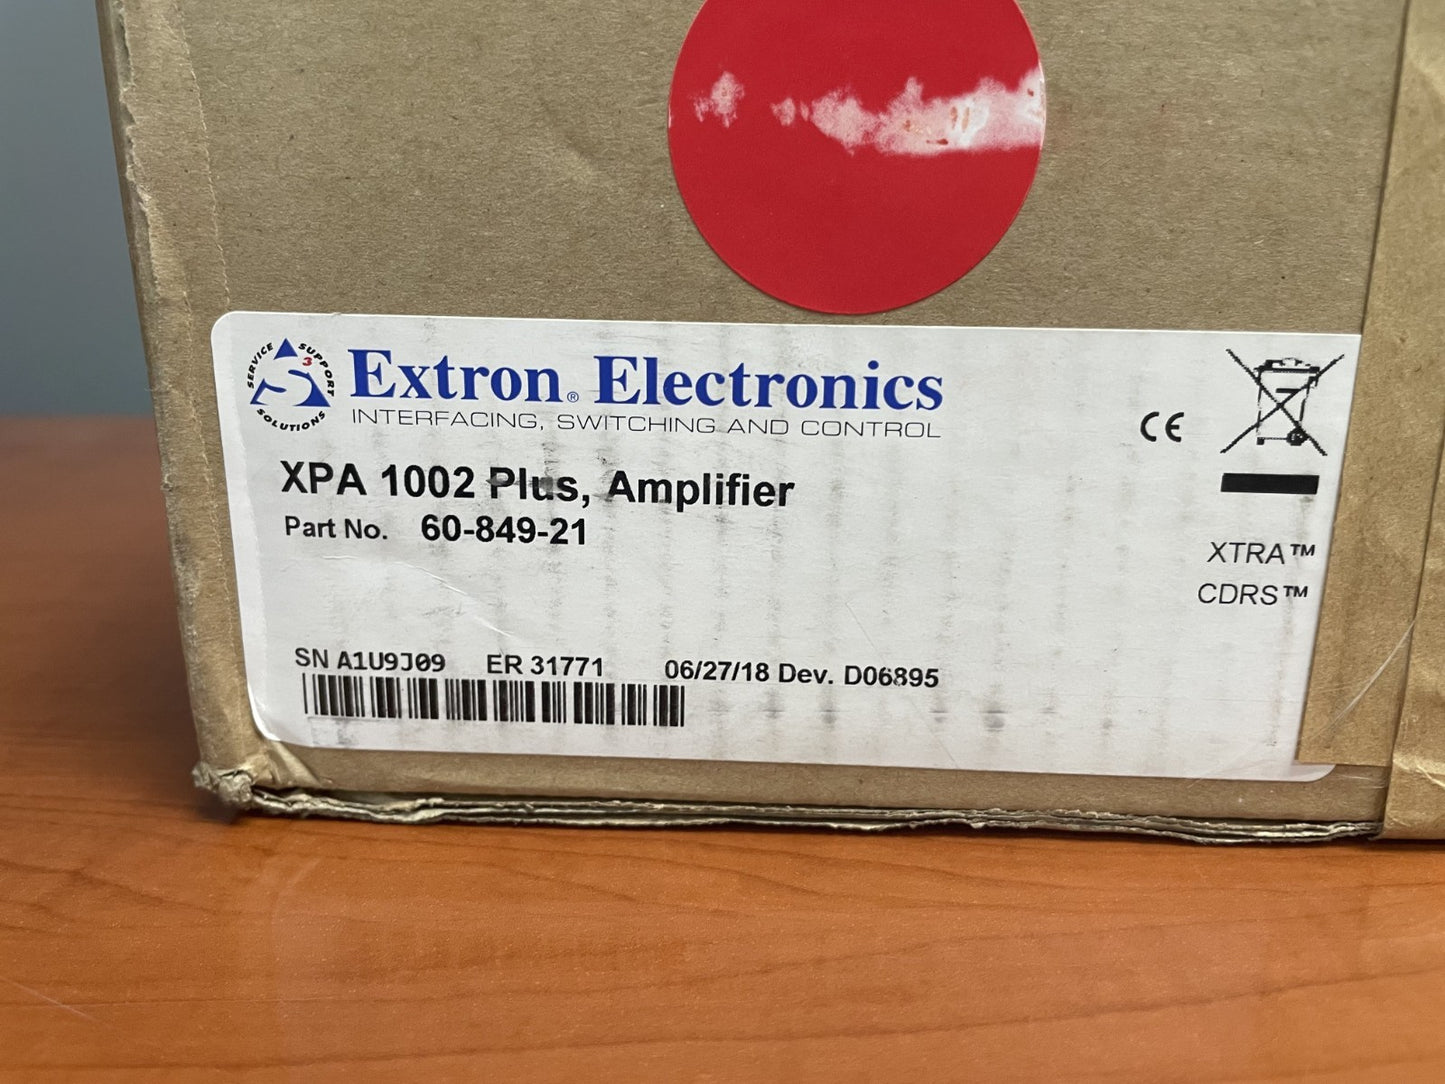 SERVICE SUPPORT SOLUTIONS
S3
Extron® Electronics
INTERFACING, SWITCHING AND CONTROL
CE
XPA 1002 Plus, Amplifier
Part No. 60-849-21
XTRA™
CDRS™
SN A1U9J09 ER 31771 06/27/18 Dev. D06895